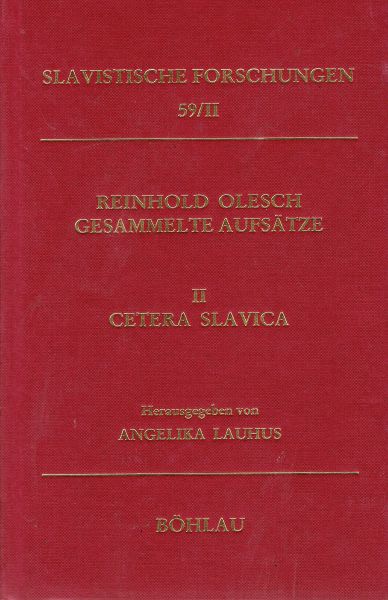 SLAVISTISCHE FORSCHUNGEN
59/II
REINHOLD OLESCH
GESAMMELTE AUFSÄTZE
II
CETERA SLAVICA
Herausgegeben von
ANGELIKA LAUHUS
BÖHLAU